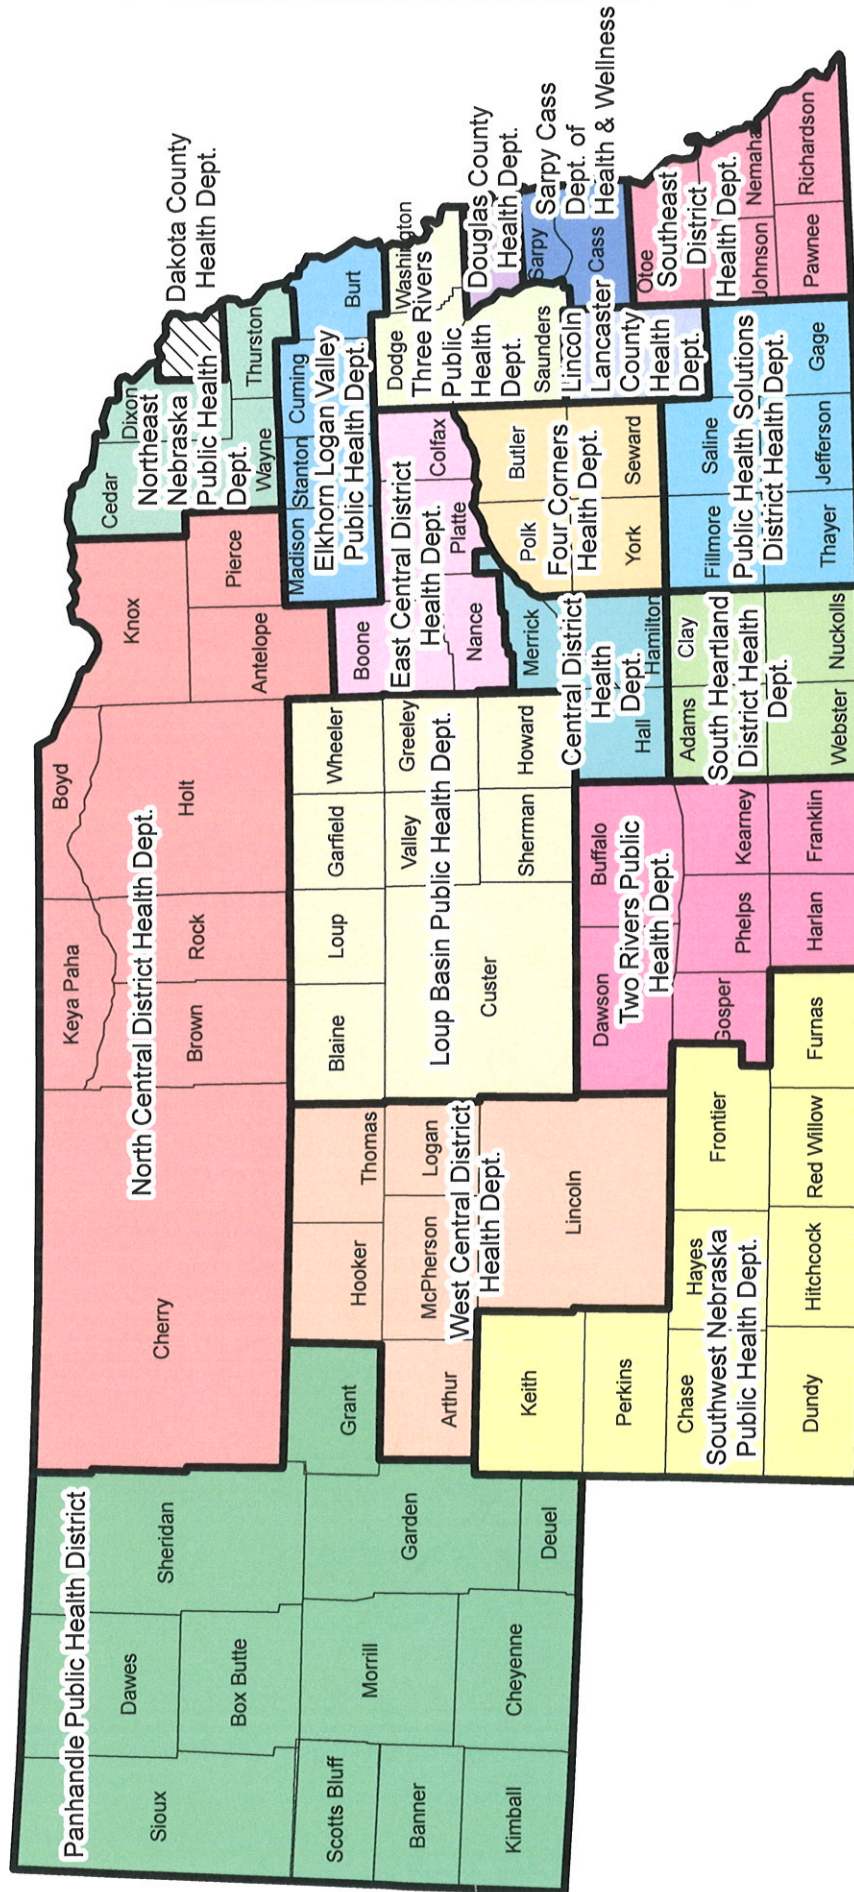 Panhandle Public Health District
Sioux
Dawes
Box Butte
Sheridan
Scotts Bluff
Banner
Kimball
Morrill
Cheyenne
Garden
Deuel
Grant
North Central District Health Dept.
Cherry
Keya Paha
Brown
Rock
Boyd
Holt
Knox
Antelope
Pierce
West Central District
Health Dept.
Hooker
Thomas
Arthur
McPherson
Logan
Lincoln
Southwest Nebraska
Public Health Dept.
Keith
Perkins
Chase
Hayes
Frontier
Dundy
Hitchcock
Red Willow
Furnas
Loup Basin Public Health Dept.
Blaine
Loup
Garfield
Wheeler
Custer
Valley
Greeley
Sherman
Howard
Two Rivers Public
Health Dept.
Dawson
Buffalo
Gosper
Phelps
Kearney
Harlan
Franklin
Central District
Health
Dept.
Merrick
Hall
Hamilton
South Heartland
District Health
Dept.
Adams
Clay
Webster
Nuckolls
East Central District
Health Dept.
Boone
Nance
Platte
Colfax
Northeast
Nebraska
Public Health
Dept.
Cedar
Dixon
Wayne
Thurston
Dakota County
Health Dept.
Elkhorn Logan Valley
Public Health Dept.
Madison
Stanton
Cuming
Burt
Three Rivers
Public
Health
Dept.
Dodge
Washington
Saunders
Douglas County
Health Dept.
Sarpy Cass
Dept. of
Health & Wellness
Sarpy
Cass
Lincoln
Lancaster
County
Health
Dept.
Four Corners
Health Dept.
Polk
Butler
York
Seward
Public Health Solutions
District Health Dept.
Fillmore
Saline
Thayer
Jefferson
Gage
Southeast
District
Health Dept.
Otoe
Johnson
Nemaha
Pawnee
Richardson